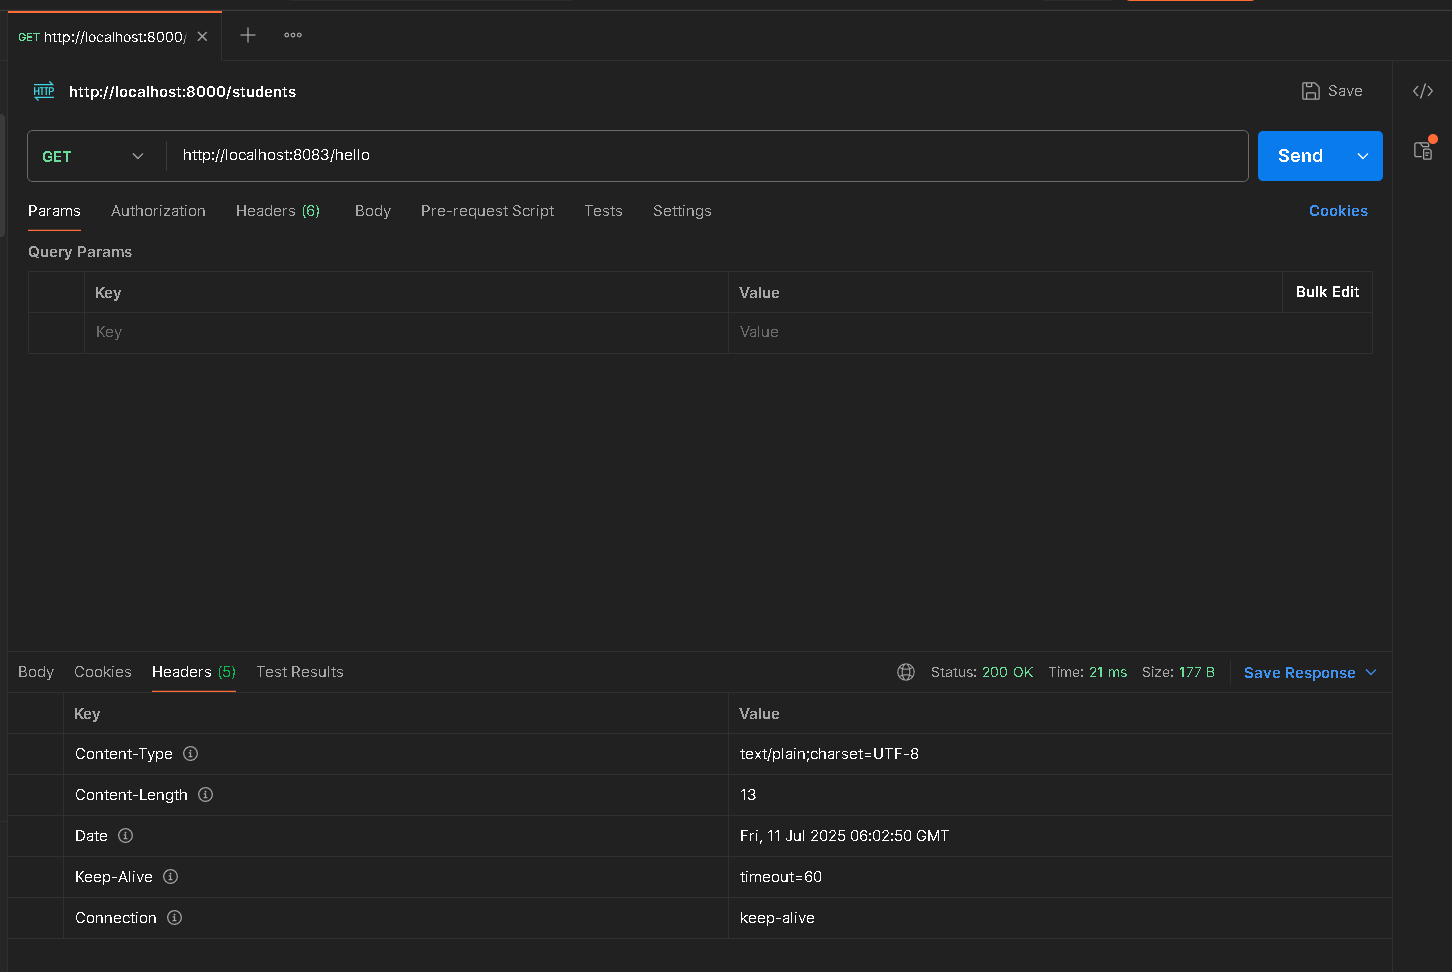 GET http://localhost:8000/
HTTP http://localhost:8000/students
Save
GET http://localhost:8083/hello
Send
Params Authorization Headers (6) Body Pre-request Script Tests Settings Cookies
Query Params
Key Value Bulk Edit
Key Value
Body Cookies Headers (5) Test Results Status: 200 OK Time: 21 ms Size: 177 B Save Response
Key Value
Content-Type text/plain;charset=UTF-8
Content-Length 13
Date Fri, 11 Jul 2025 06:02:50 GMT
Keep-Alive timeout=60
Connection keep-alive